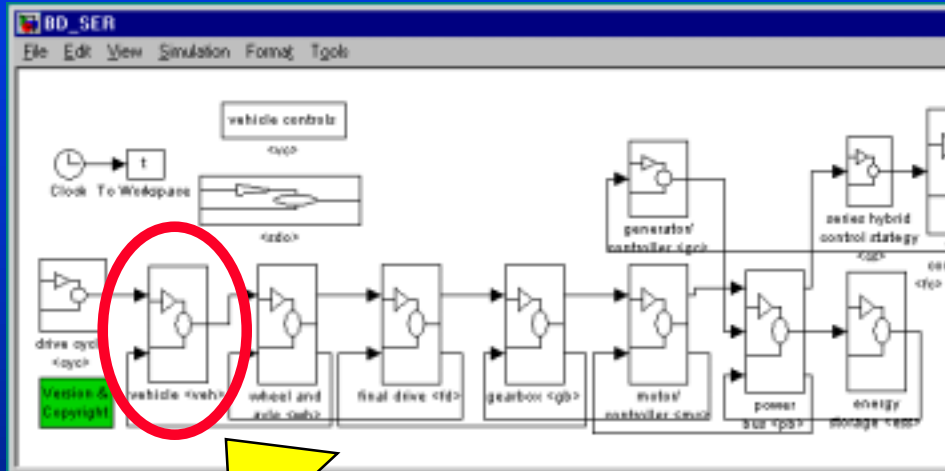 BD_SER
File Edit View Simulation Format Tools
vehicle controls
<vc>
t
Clock To Workspace
<sdo>
generator/
controller <gc>
series hybrid
control stategy
<cs>
<fc>
drive cycle
<cyc>
Version &
Copyright
vehicle <veh>
wheel and
axle <wh>
final drive <fd>
gearbox <gb>
motor/
controller <mc>
power
bus <pb>
energy
storage <ess>